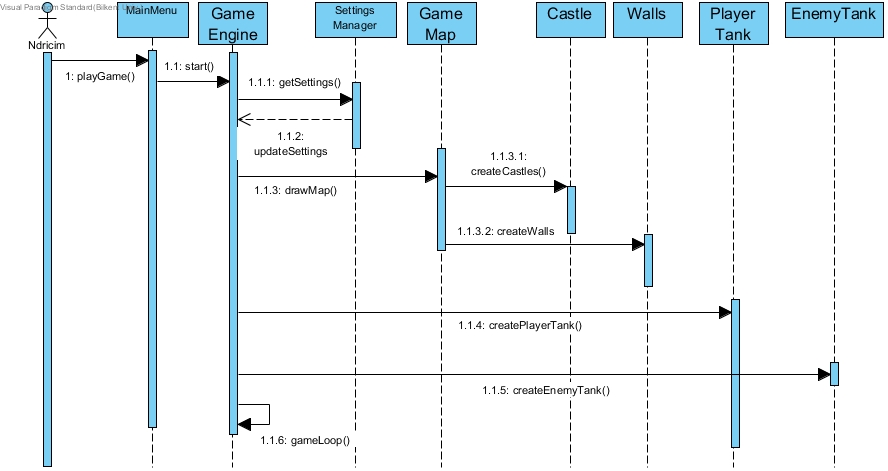 Visual Paradigm Standard(Bilkent Univ
MainMenu
Game
Engine
Settings
Manager
Game
Map
Castle
Walls
Player
Tank
EnemyTank
Ndricim
1: playGame()
1.1: start()
1.1.1: getSettings()
1.1.2:
updateSettings
1.1.3: drawMap()
1.1.3.1:
createCastles()
1.1.3.2: createWalls
1.1.4: createPlayerTank()
1.1.5: createEnemyTank()
1.1.6: gameLoop()